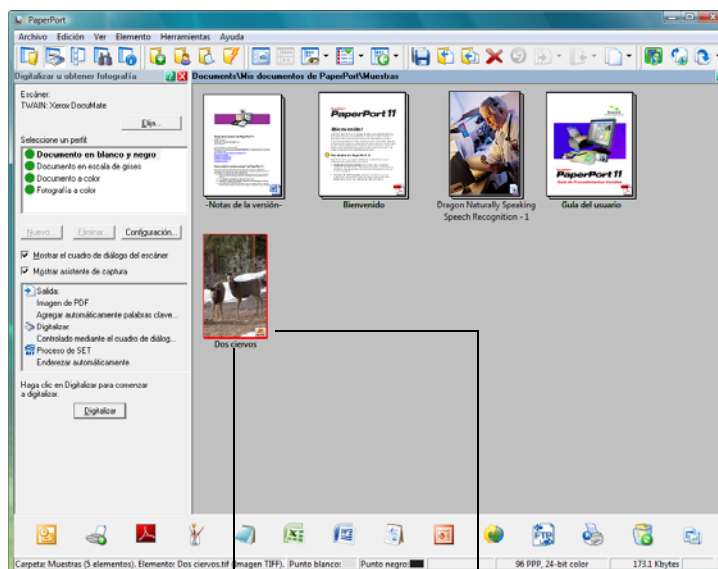 PaperPort
Archivo Edición Ver Elemento Herramientas Ayuda
Digitalizar u obtener fotografía
Documents\Mis documentos de PaperPort\Muestras
Escáner:
TWAIN: Xerox DocuMate
Elija...
Seleccione un perfil:
Documento en blanco y negro
Documento en escala de grises
Documento a color
Fotografía a color
Nuevo... Eliminar... Configuración...
Mostrar el cuadro de diálogo del escáner
Mostrar asistente de captura
Salida:
Imagen de PDF
Agregar automáticamente palabras clave...
Digitalizar:
Controlado mediante el cuadro de diálog...
Proceso de SET
Enderezar automáticamente
Haga clic en Digitalizar para comenzar
a digitalizar.
Digitalizar
PaperPort 11
PaperPort 11
Guía de Procedimientos Iniciales
-Notas de la versión-
Bienvenido
Dragon Naturally Speaking
Speech Recognition - 1
Guía del usuario
Dos ciervos
FTP
Carpeta: Muestras (5 elementos). Elemento: Dos ciervos.tif (Imagen TIFF). Punto blanco: Punto negro: 96 PPP, 24-bit color 173.1 Kbytes